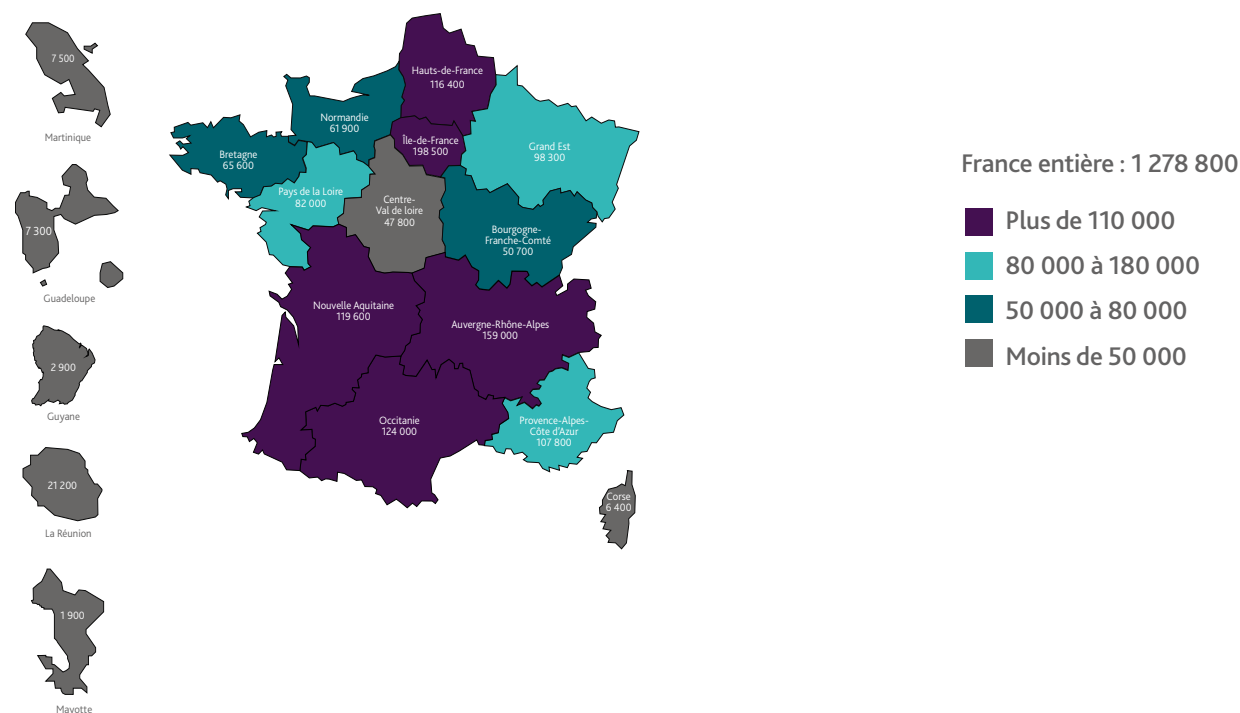 7 500
Martinique
7 300
Guadeloupe
2 900
Guyane
21 200
La Réunion
1 900
Mayotte
Hauts-de-France
116 400
Normandie
61 900
Île-de-France
198 500
Grand Est
98 300
Bretagne
65 600
Pays de la Loire
82 000
Centre-
Val de loire
47 800
Bourgogne-
Franche-Comté
50 700
Nouvelle Aquitaine
119 600
Auvergne-Rhône-Alpes
159 000
Occitanie
124 000
Provence-Alpes-
Côte d'Azur
107 800
Corse
6 400
France entière : 1 278 800
Plus de 110 000
80 000 à 180 000
50 000 à 80 000
Moins de 50 000